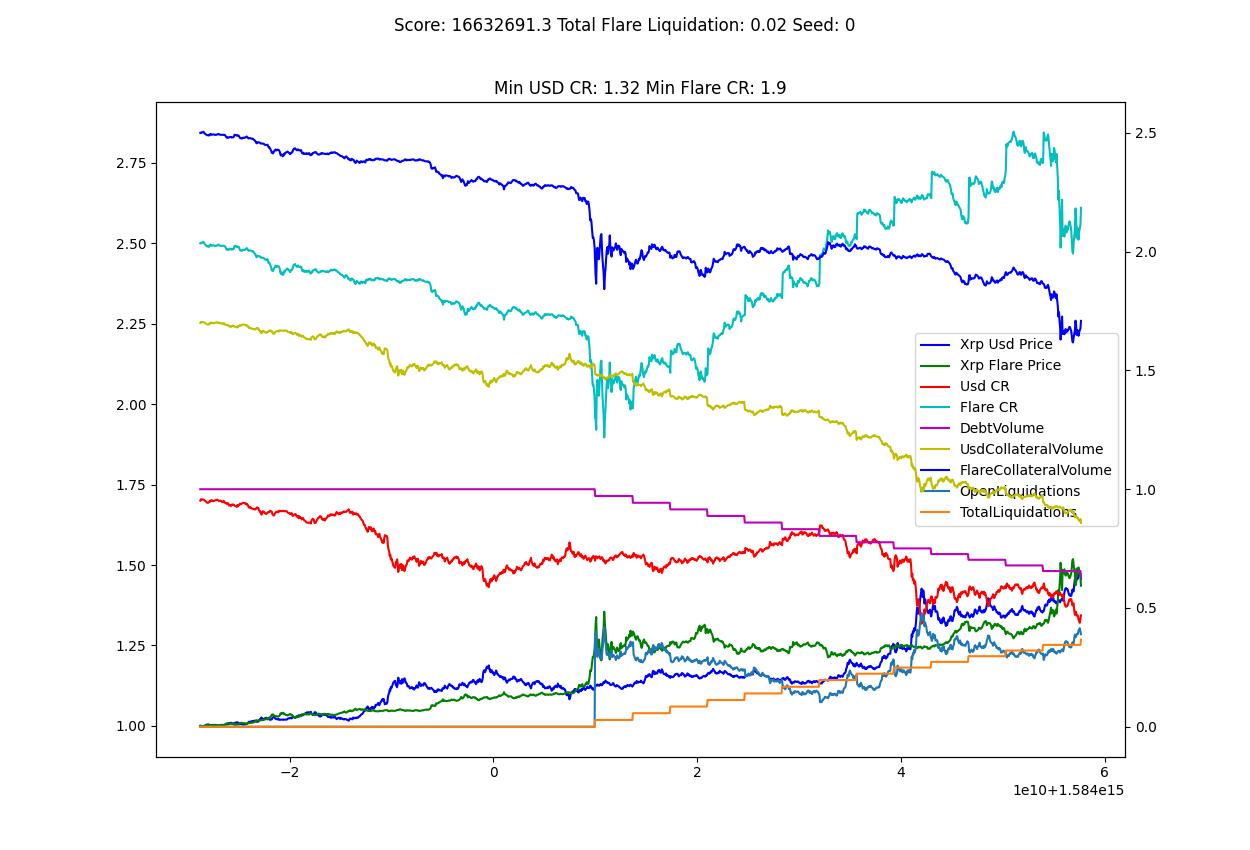 Score: 16632691.3 Total Flare Liquidation: 0.02 Seed: 0
Min USD CR: 1.32 Min Flare CR: 1.9
2.75
2.50
2.25
2.00
1.75
1.50
1.25
1.00
2.5
2.0
1.5
1.0
0.5
0.0
Xrp Usd Price
Xrp Flare Price
Usd CR
Flare CR
DebtVolume
UsdCollateralVolume
FlareCollateralVolume
OpenLiquidations
TotalLiquidations
−2
0
2
4
6
1e10+1.584e15